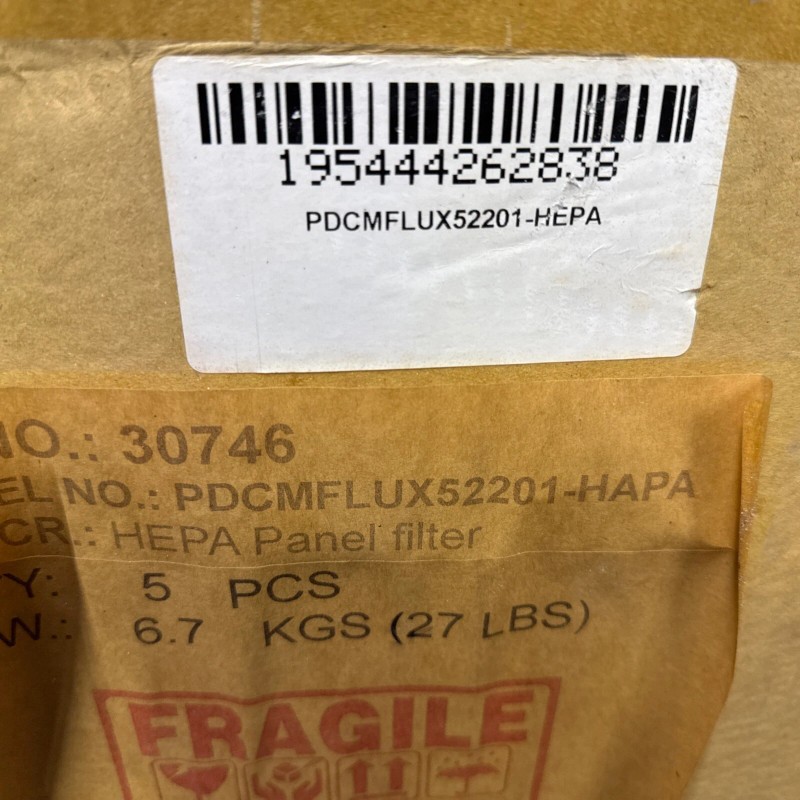 195444262838
PDCMFLUX52201-HEPA
NO.: 30746
EL NO.: PDCMFLUX52201-HAPA
CR.: HEPA Panel filter
Y: 5 PCS
W.: 6.7 KGS (27 LBS)
FRAGILE